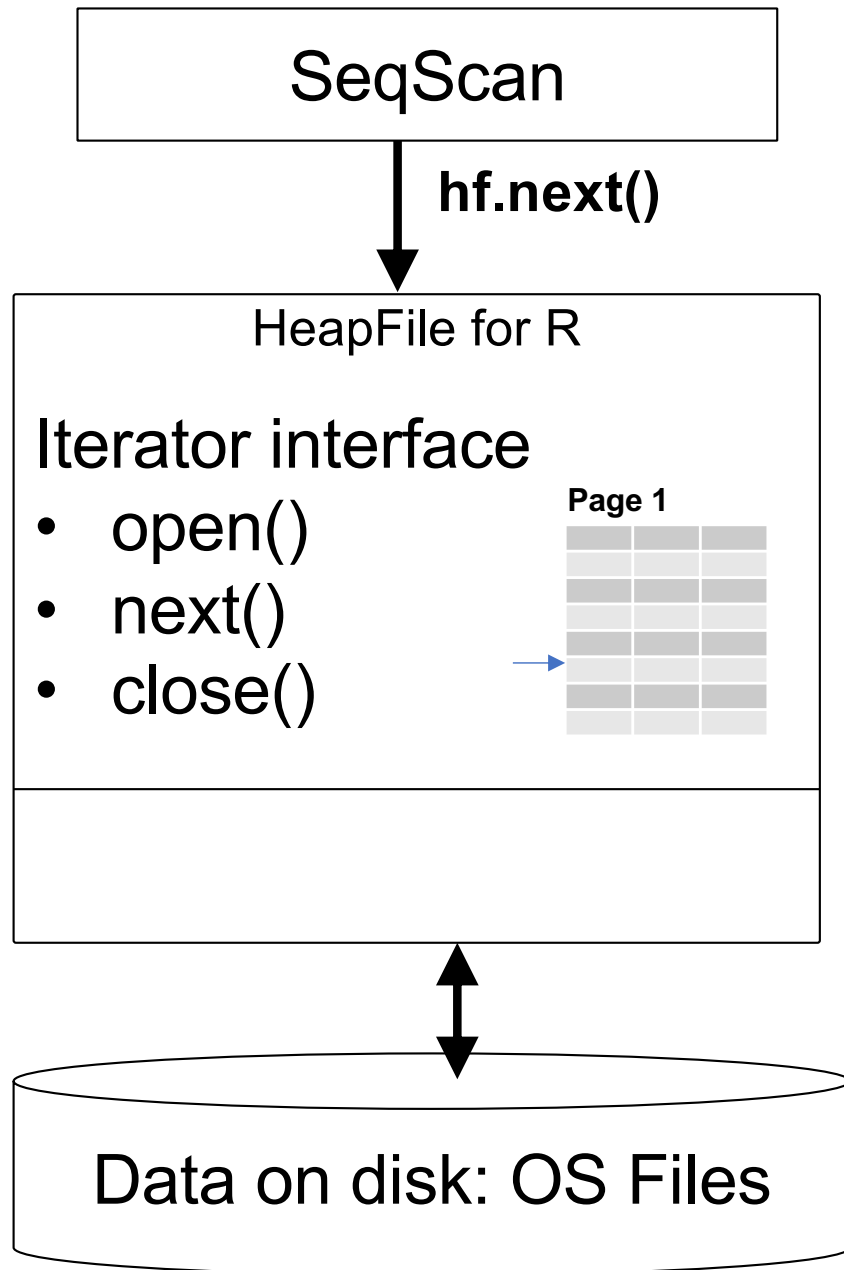 SeqScan
hf.next()
HeapFile for R
Iterator interface
• open()
• next()
• close()
Page 1
Data on disk: OS Files